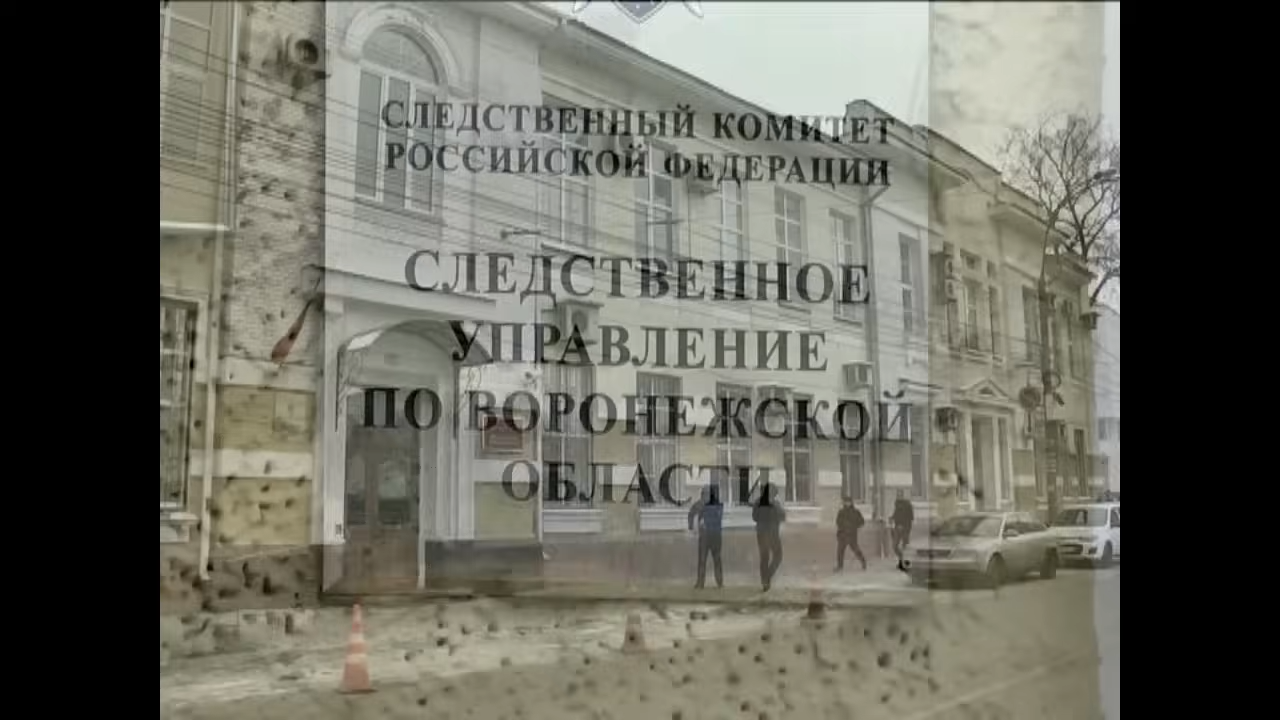 СЛЕДСТВЕННЫЙ КОМИТЕТ
РОССИЙСКОЙ ФЕДЕРАЦИИ
СЛЕДСТВЕННОЕ
УПРАВЛЕНИЕ
ПО ВОРОНЕЖСКОЙ
ОБЛАСТИ